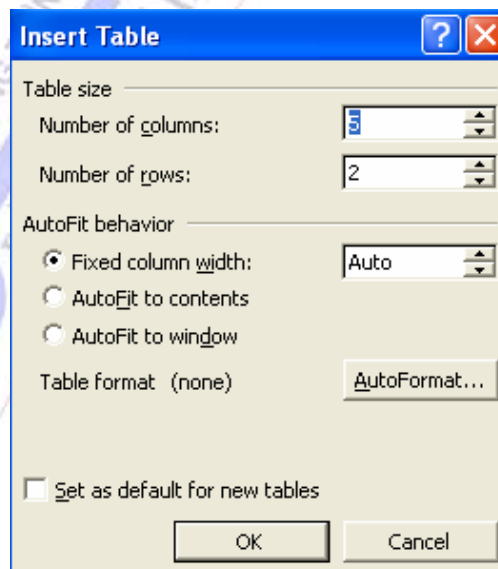 Insert Table
Table size
Number of columns: 5
Number of rows: 2
AutoFit behavior
Fixed column width: Auto
AutoFit to contents
AutoFit to window
Table format (none) AutoFormat...
Set as default for new tables
OK Cancel